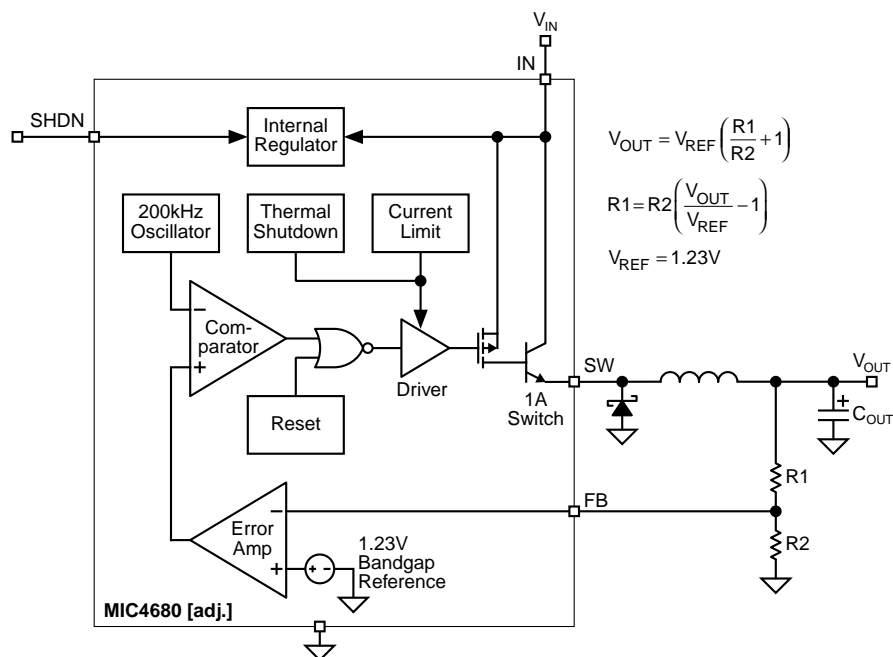 V_IN
IN
SHDN
Internal
Regulator
V_OUT = V_REF (R1/R2 + 1)
R1 = R2 (V_OUT/V_REF − 1)
V_REF = 1.23V
200kHz
Oscillator
Thermal
Shutdown
Current
Limit
−
Com-
parator
+
Driver
Reset
SW
1A
Switch
V_OUT
+
C_OUT
R1
FB
R2
−
Error
Amp
+
1.23V
Bandgap
Reference
+ −
MIC4680 [adj.]